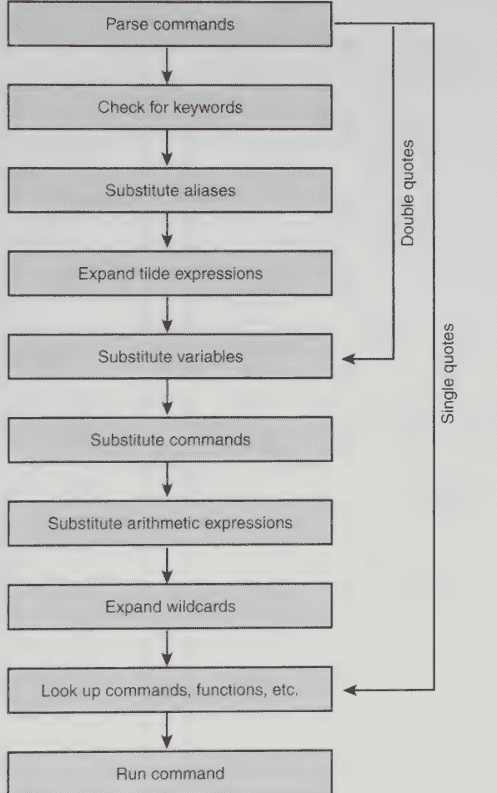 Parse commands
Check for keywords
Substitute aliases
Expand tilde expressions
Substitute variables
Substitute commands
Substitute arithmetic expressions
Expand wildcards
Look up commands, functions, etc.
Run command
Double quotes
Single quotes